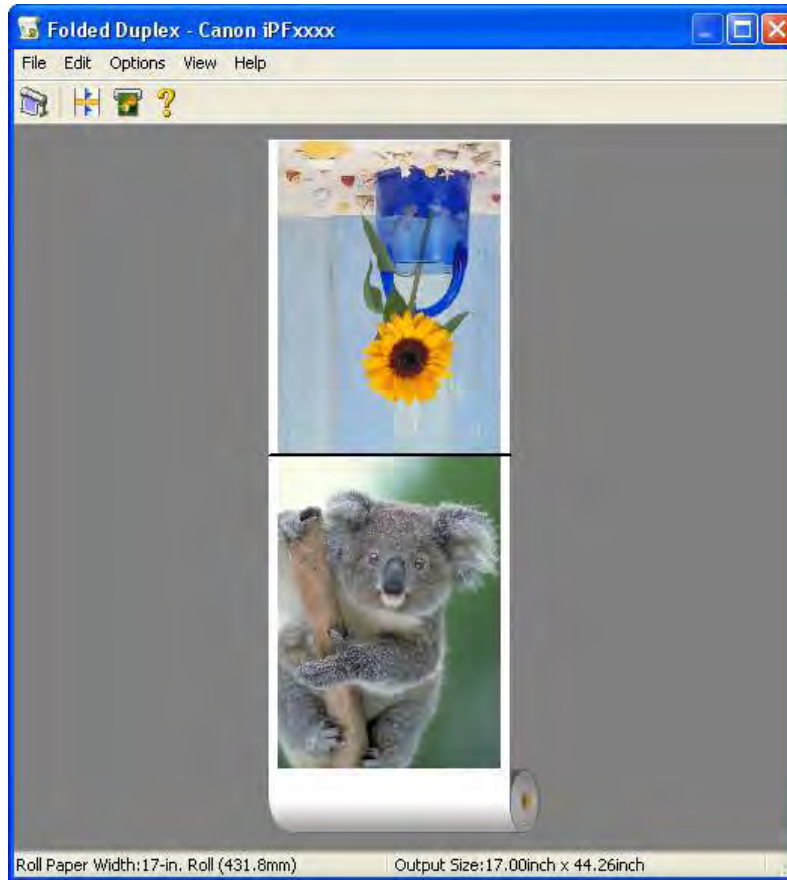 Folded Duplex - Canon iPFxxxx
File Edit Options View Help
Roll Paper Width:17-in. Roll (431.8mm) Output Size:17.00inch x 44.26inch